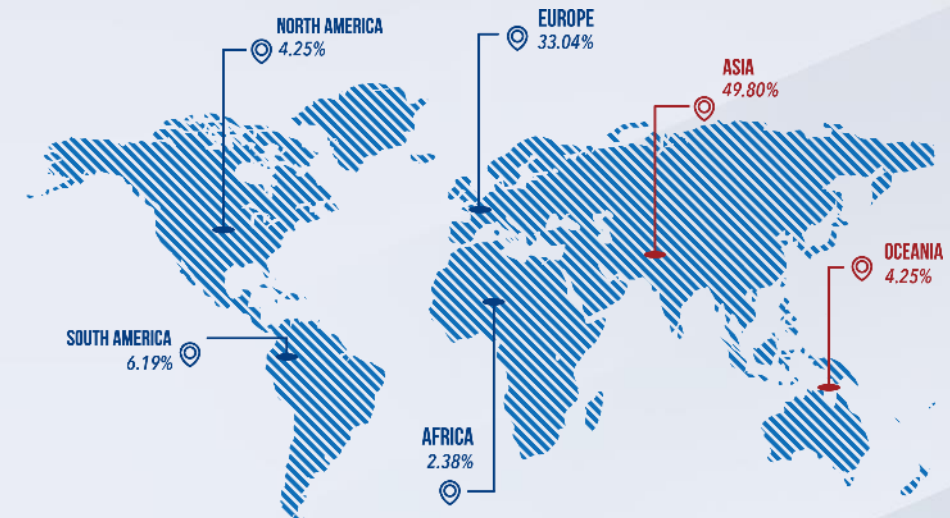 NORTH AMERICA
4.25%
EUROPE
33.04%
ASIA
49.80%
OCEANIA
4.25%
SOUTH AMERICA
6.19%
AFRICA
2.38%